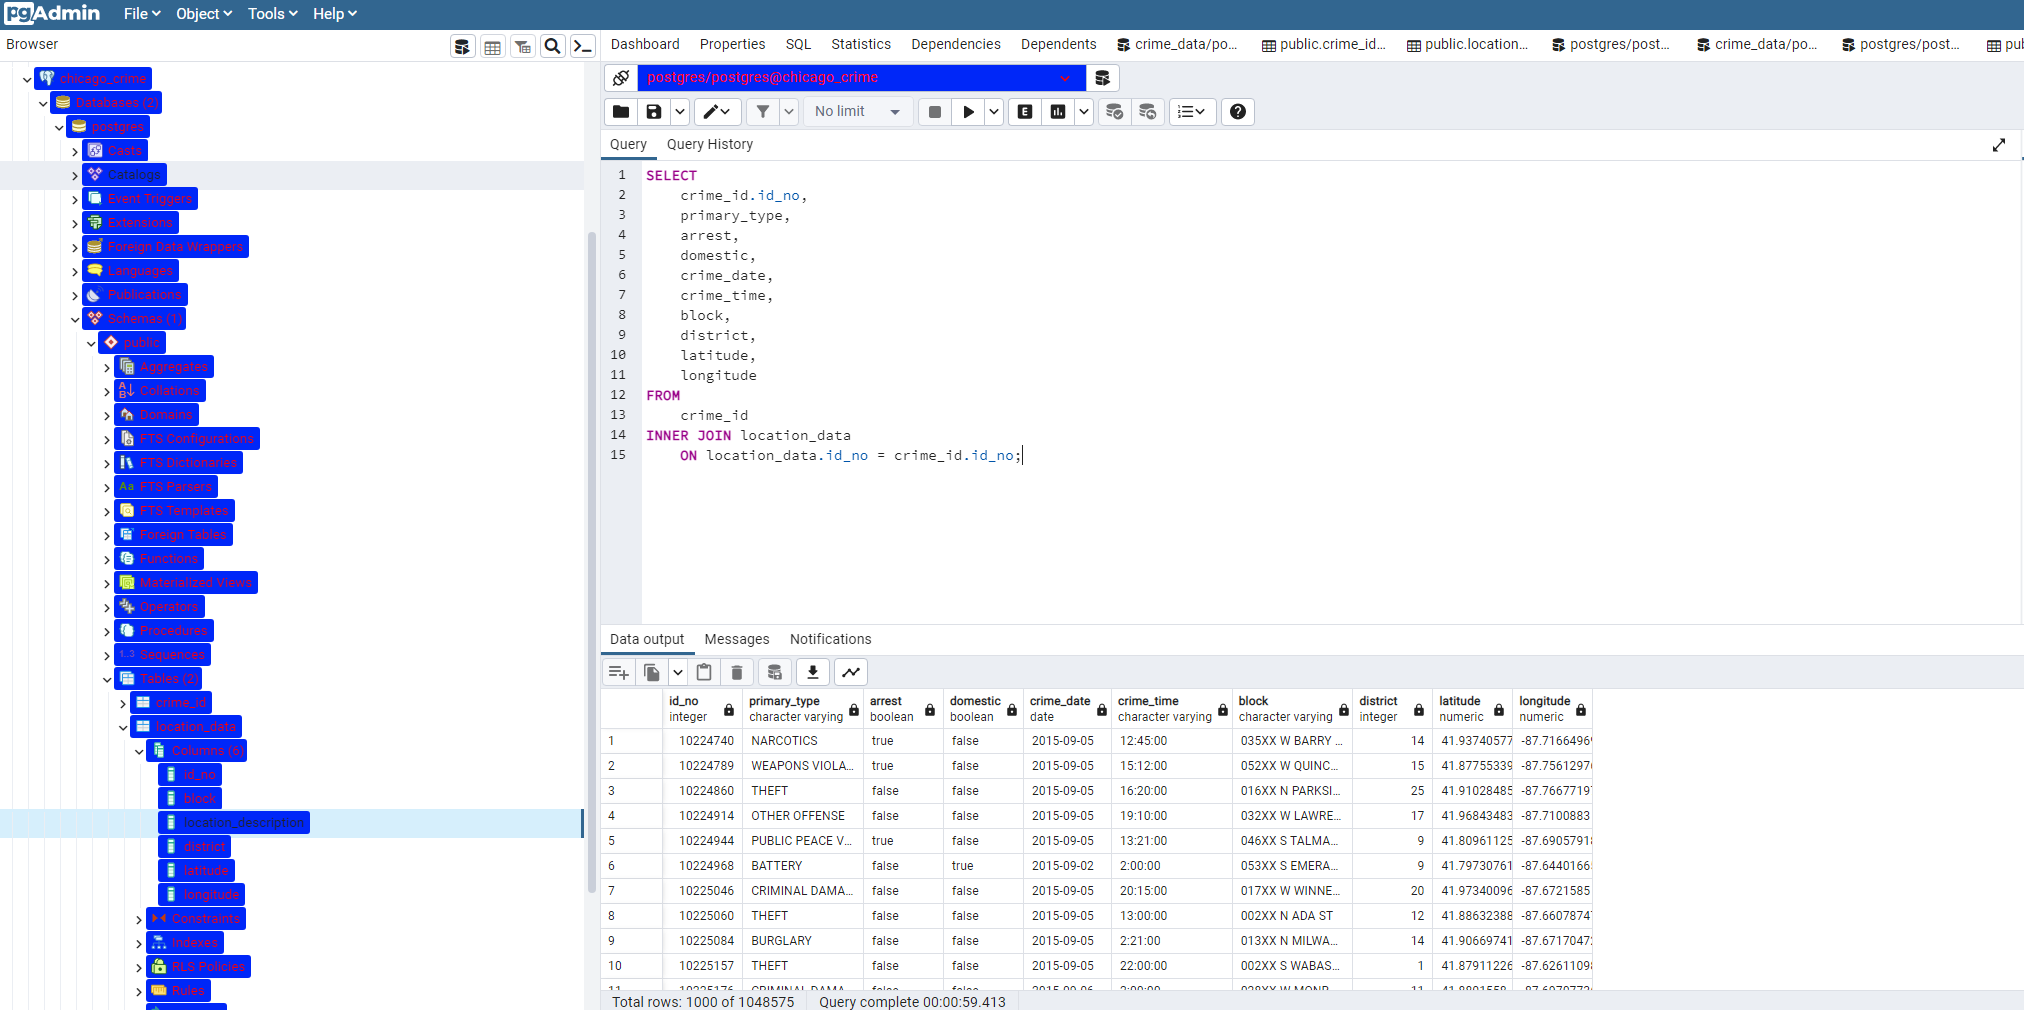 pgAdmin File Object Tools Help
Browser
Dashboard Properties SQL Statistics Dependencies Dependents crime_data/po... public.crime_id... public.location... postgres/post... crime_data/po... postgres/post... pu
chicago_crime
Databases (2)
postgres
Casts
Catalogs
Event Triggers
Extensions
Foreign Data Wrappers
Languages
Publications
Schemas (1)
public
Aggregates
Collations
Domains
FTS Configurations
FTS Dictionaries
Aa FTS Parsers
FTS Templates
Foreign Tables
Functions
Materialized Views
Operators
Procedures
1..3 Sequences
Tables (2)
crime_id
location_data
Columns (6)
id_no
block
location_description
district
latitude
longitude
Constraints
Indexes
RLS Policies
Rules
postgres/postgres@chicago_crime
No limit
E
Query Query History
1 SELECT
2 crime_id.id_no,
3 primary_type,
4 arrest,
5 domestic,
6 crime_date,
7 crime_time,
8 block,
9 district,
10 latitude,
11 longitude
12 FROM
13 crime_id
14 INNER JOIN location_data
15 ON location_data.id_no = crime_id.id_no;
Data output Messages Notifications
id_no primary_type arrest domestic crime_date crime_time block district latitude longitude
integer character varying boolean boolean date character varying character varying integer numeric numeric
1 10224740 NARCOTICS true false 2015-09-05 12:45:00 035XX W BARRY ... 14 41.93740577 -87.7166496
2 10224789 WEAPONS VIOLA... true false 2015-09-05 15:12:00 052XX W QUINC... 15 41.87755339 -87.7561297
3 10224860 THEFT false false 2015-09-05 16:20:00 016XX N PARKSI... 25 41.91028485 -87.7667719
4 10224914 OTHER OFFENSE false false 2015-09-05 19:10:00 032XX W LAWRE... 17 41.96843483 -87.7100883
5 10224944 PUBLIC PEACE V... true false 2015-09-05 13:21:00 046XX S TALMA... 9 41.80961125 -87.6905791
6 10224968 BATTERY false true 2015-09-02 2:00:00 053XX S EMERA... 9 41.79730761 -87.6440166
7 10225046 CRIMINAL DAMA... false false 2015-09-05 20:15:00 017XX W WINNE... 20 41.97340096 -87.6721585
8 10225060 THEFT false false 2015-09-05 13:00:00 002XX N ADA ST 12 41.88632388 -87.6607874
9 10225084 BURGLARY false false 2015-09-05 2:21:00 013XX N MILWA... 14 41.90669741 -87.6717047
10 10225157 THEFT false false 2015-09-05 22:00:00 002XX S WABAS... 1 41.87911226 -87.6261109
Total rows: 1000 of 1048575 Query complete 00:00:59.413